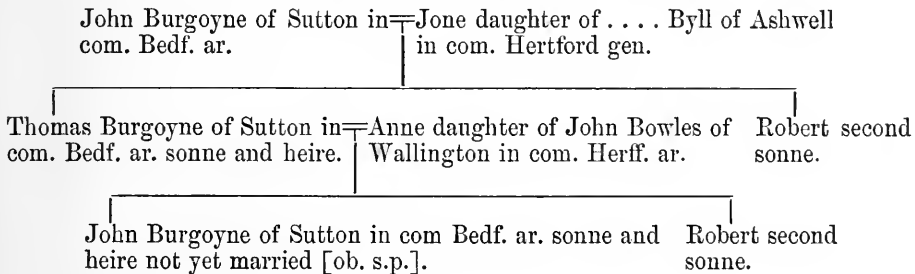 John Burgoyne of Sutton in Jone daughter of .... Byll of Ashwell
com. Bedf. ar. in com. Hertford gen.
Thomas Burgoyne of Sutton in Anne daughter of John Bowles of Robert second
com. Bedf. ar. sonne and heire. Wallington in com. Herff. ar. sonne.
John Burgoyne of Sutton in com Bedf. ar. sonne and Robert second
heire not yet married [ob. s.p.]. sonne.